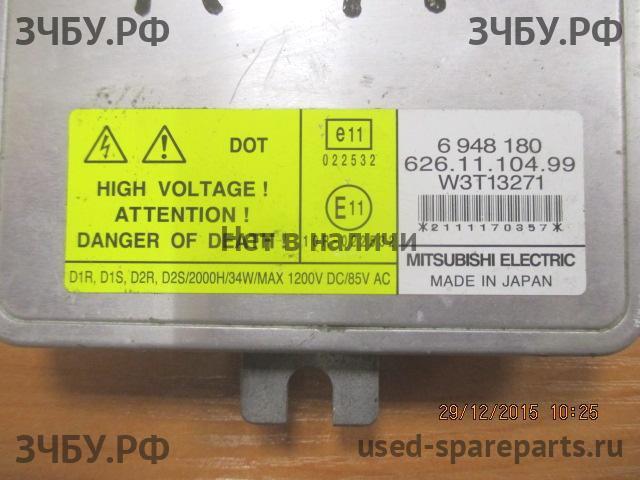 ЗЧБУ.РФ
ЗЧБУ.РФ
DOT
HIGH VOLTAGE !
ATTENTION !
DANGER OF DEATH !
D1R, D1S, D2R, D2S/2000H/34W/MAX 1200V DC/85V AC
e11
022532
E11
Нет в наличи
6 948 180
626.11.104.99
W3T13271
*2111170357*
MITSUBISHI ELECTRIC
MADE IN JAPAN
29/12/2015 10:25
ЗЧБУ.РФ
used-spareparts.ru